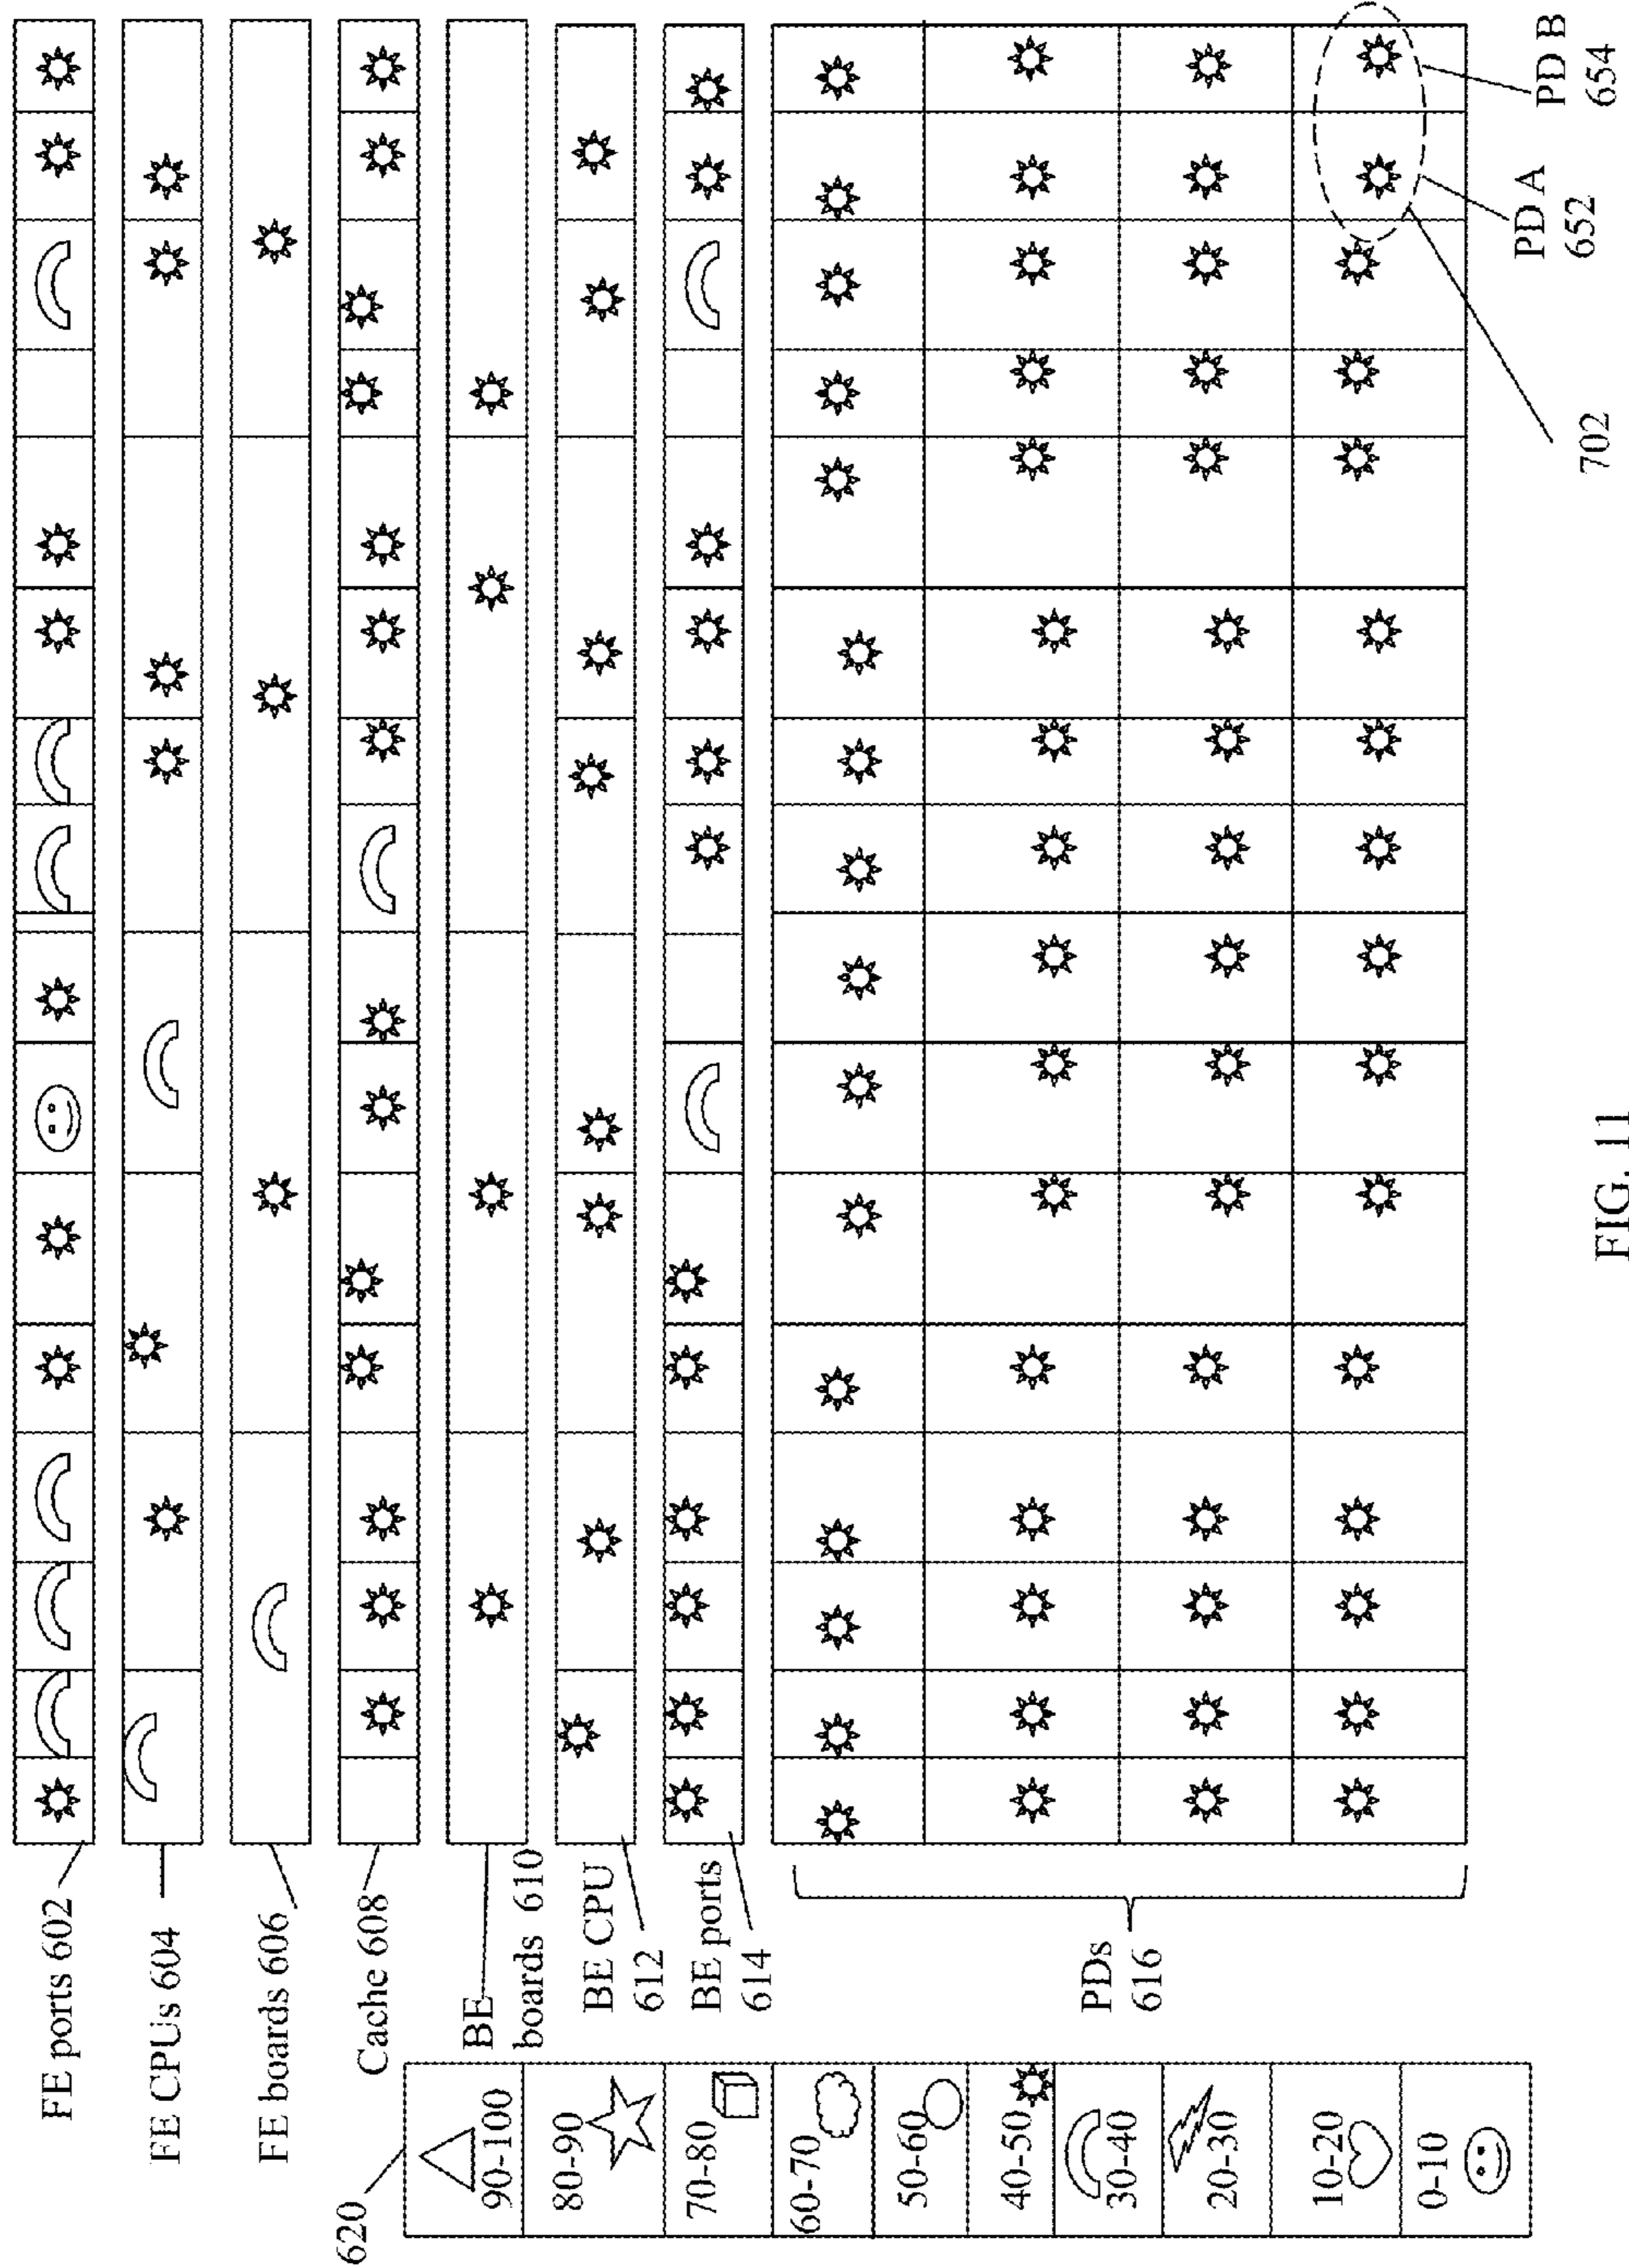 FE ports 602
FE CPUs 604
FE boards 606
Cache 608
BE
boards 610
BE CPU
612
BE ports
614
PDs
616
620
90-100
80-90
70-80
60-70
50-60
40-50
30-40
20-30
10-20
0-10
702
PD A
652
PD B
654
FIG. 11